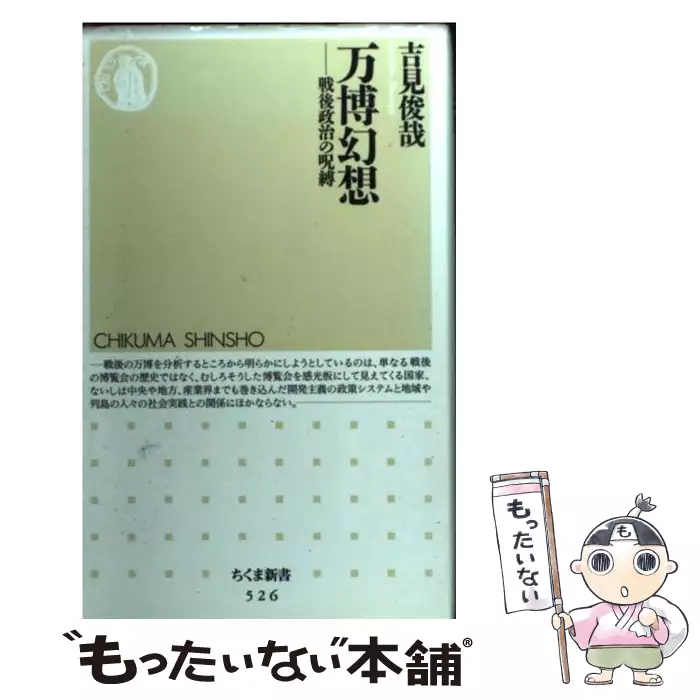 吉見俊哉
万博幻想
──戦後政治の呪縛
CHIKUMA SHINSHO
──戦後の万博を分析するところから明らかにしようとしているのは、単なる戦後
の博覧会の歴史ではなく、むしろそうした博覧会を感光板にして見えてくる国家、
ないしは中央や地方、産業界までも巻き込んだ開発主義の政策システムと地域や
列島の人々の社会実践との関係にほかならない。──
ちくま新書
526
もったいない
も
“もったいない”本舗®